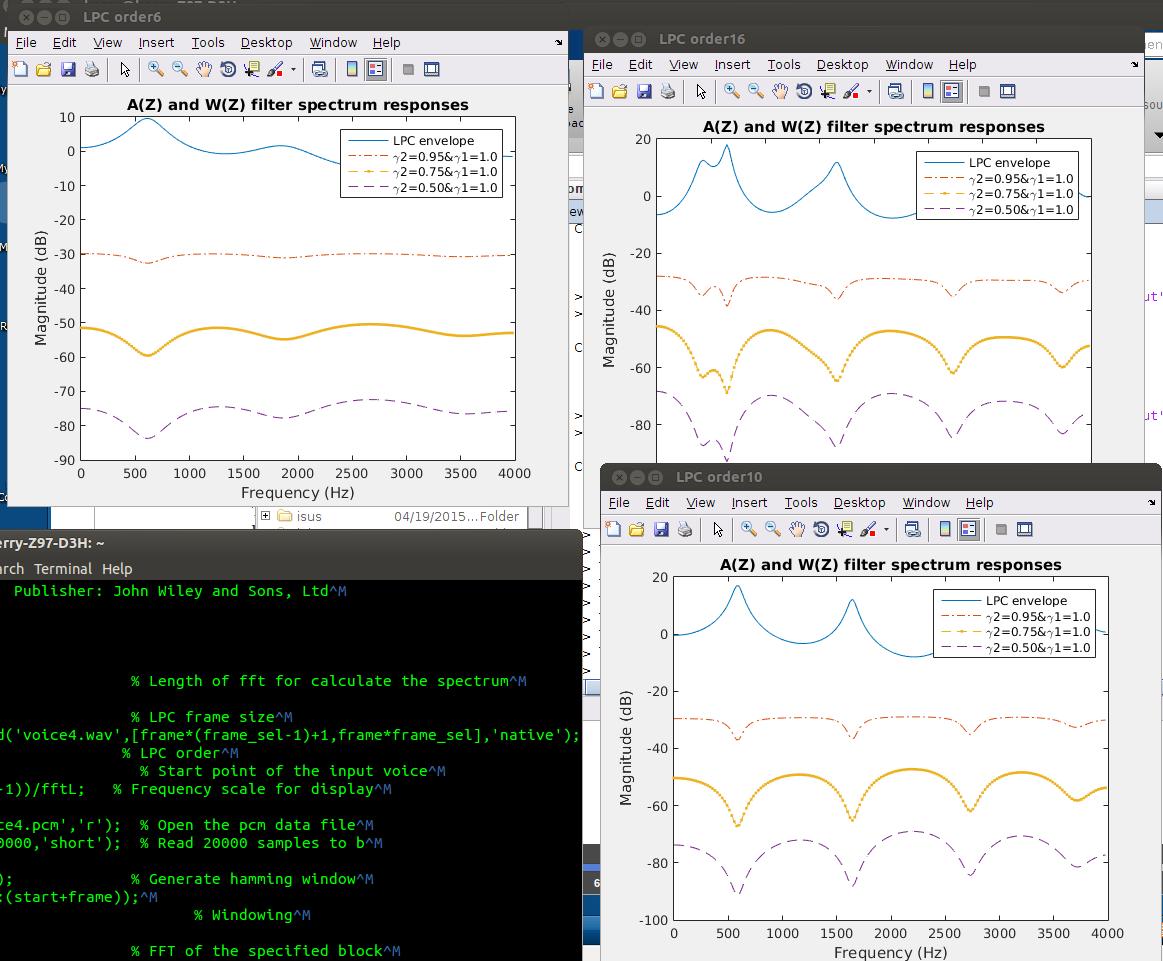 LPC order6
File Edit View Insert Tools Desktop Window Help
A(Z) and W(Z) filter spectrum responses
LPC envelope
γ2=0.95&γ1=1.0
γ2=0.75&γ1=1.0
γ2=0.50&γ1=1.0
10
0
-10
-20
-30
-40
-50
-60
-70
-80
-90
Magnitude (dB)
0 500 1000 1500 2000 2500 3000 3500 4000
Frequency (Hz)
LPC order16
File Edit View Insert Tools Desktop Window Help
A(Z) and W(Z) filter spectrum responses
LPC envelope
γ2=0.95&γ1=1.0
γ2=0.75&γ1=1.0
γ2=0.50&γ1=1.0
20
0
-20
-40
-60
-80
Magnitude (dB)
LPC order10
File Edit View Insert Tools Desktop Window Help
A(Z) and W(Z) filter spectrum responses
LPC envelope
γ2=0.95&γ1=1.0
γ2=0.75&γ1=1.0
γ2=0.50&γ1=1.0
20
0
-20
-40
-60
-80
-100
Magnitude (dB)
0 500 1000 1500 2000 2500 3000 3500 4000
Frequency (Hz)
isus 04/19/2015... Folder
erry-Z97-D3H: ~
arch Terminal Help
Publisher: John Wiley and Sons, Ltd^M
% Length of fft for calculate the spectrum^M
% LPC frame size^M
d('voice4.wav',[frame*(frame_sel-1)+1,frame*frame_sel],'native');
% LPC order^M
% Start point of the input voice^M
-1))/fftL; % Frequency scale for display^M
ce4.pcm','r'); % Open the pcm data file^M
0000,'short'); % Read 20000 samples to b^M
); % Generate hamming window^M
:(start+frame));^M
% Windowing^M
% FFT of the specified block^M